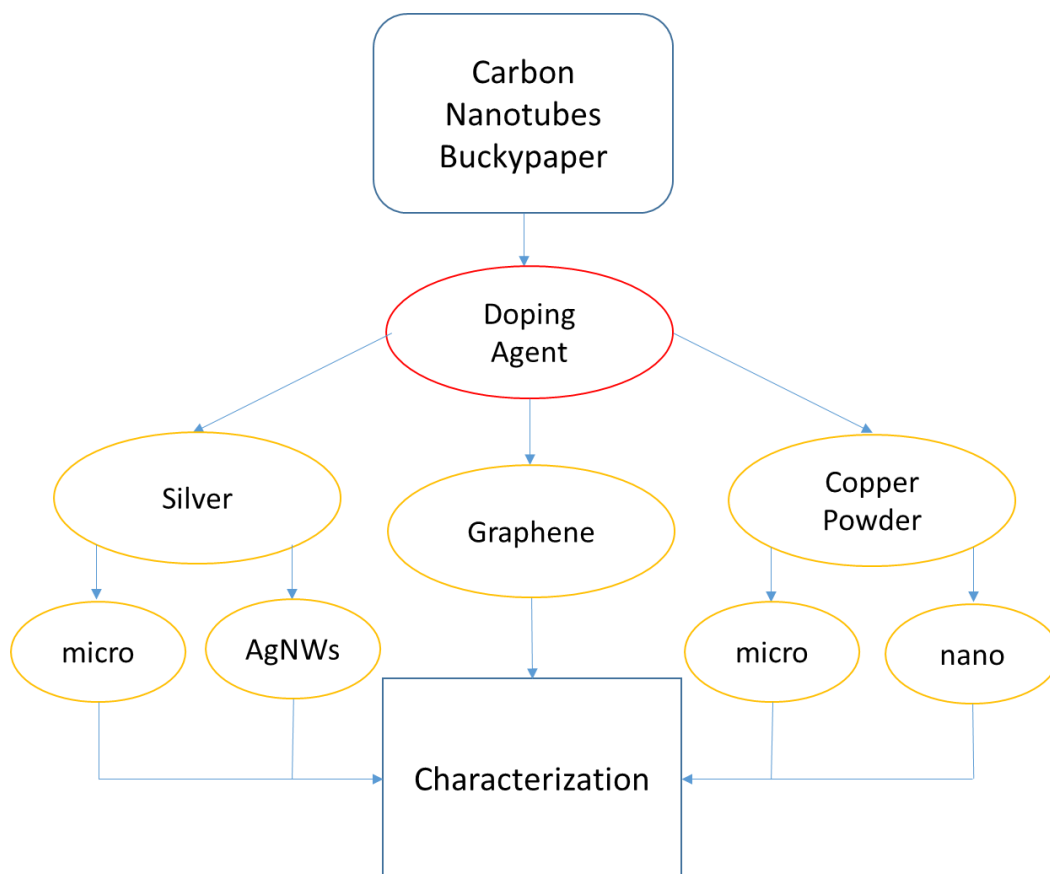 Carbon
Nanotubes
Buckypaper
Doping
Agent
Silver
Graphene
Copper
Powder
micro
AgNWs
micro
nano
Characterization